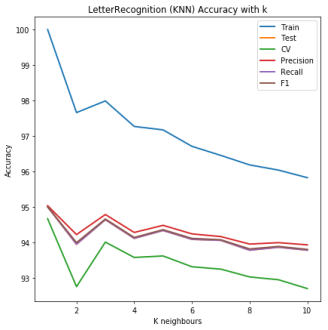 LetterRecognition (KNN) Accuracy with k
Train
Test
CV
Precision
Recall
F1
100
99
98
97
96
95
94
93
Accuracy
2
4
6
8
10
K neighbours